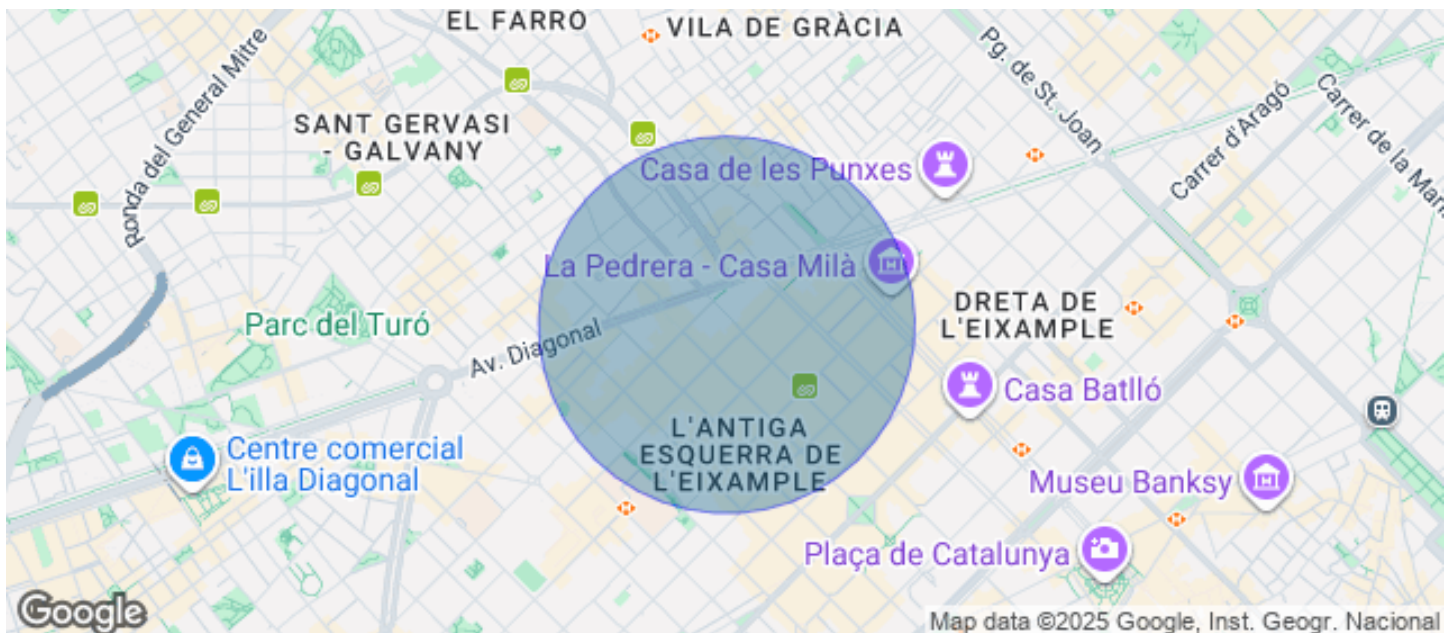 EL FARRÓ
VILA DE GRÀCIA
Ronda del General Mitre
Pg. de St. Joan
Carrer d'Aragó
SANT GERVASI
- GALVANY
Casa de les Punxes
La Pedrera - Casa Milà
DRETA DE
L'EIXAMPLE
Parc del Turó
Av. Diagonal
Casa Batlló
L'ANTIGA
ESQUERRA DE
L'EIXAMPLE
Centre comercial
L'illa Diagonal
Museu Banksy
Plaça de Catalunya
Google
Map data ©2025 Google, Inst. Geogr. Nacional
Carrer de la